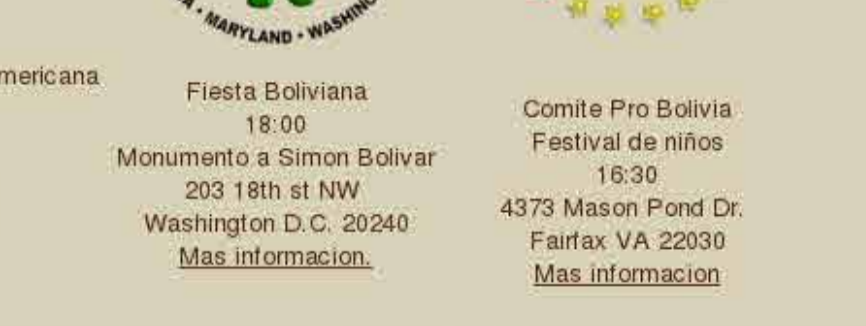 MARYLAND • WASHIN
mericana
Fiesta Boliviana
18:00
Monumento a Simon Bolivar
203 18th st NW
Washington D.C. 20240
Mas informacion.
Comite Pro Bolivia
Festival de niños
16:30
4373 Mason Pond Dr.
Fairfax VA 22030
Mas informacion